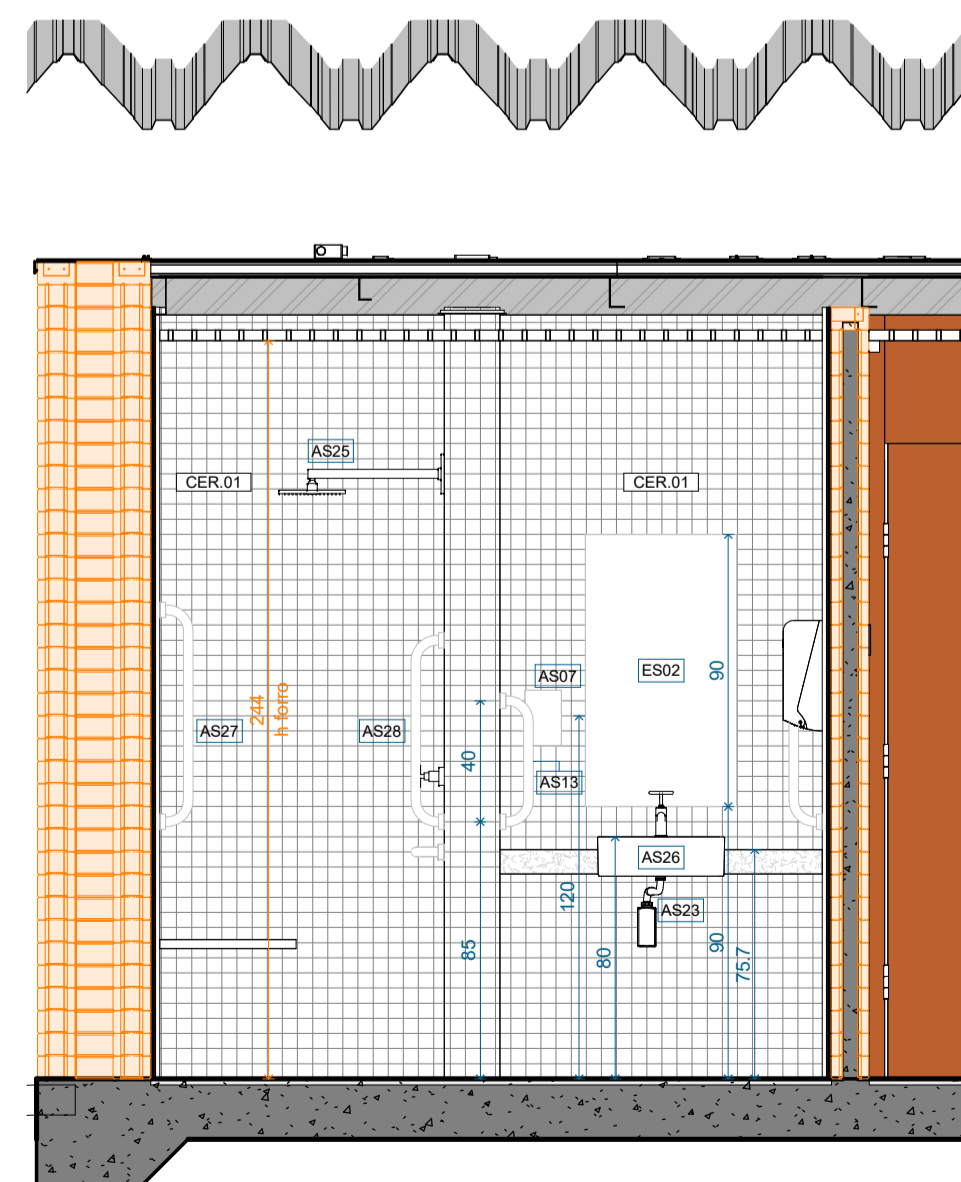 AS25
CER.01
CER.01
ES02
90
AS07
244
h forro
AS27
AS28
40
AS13
AS26
120
AS23
85
80
90
75.7